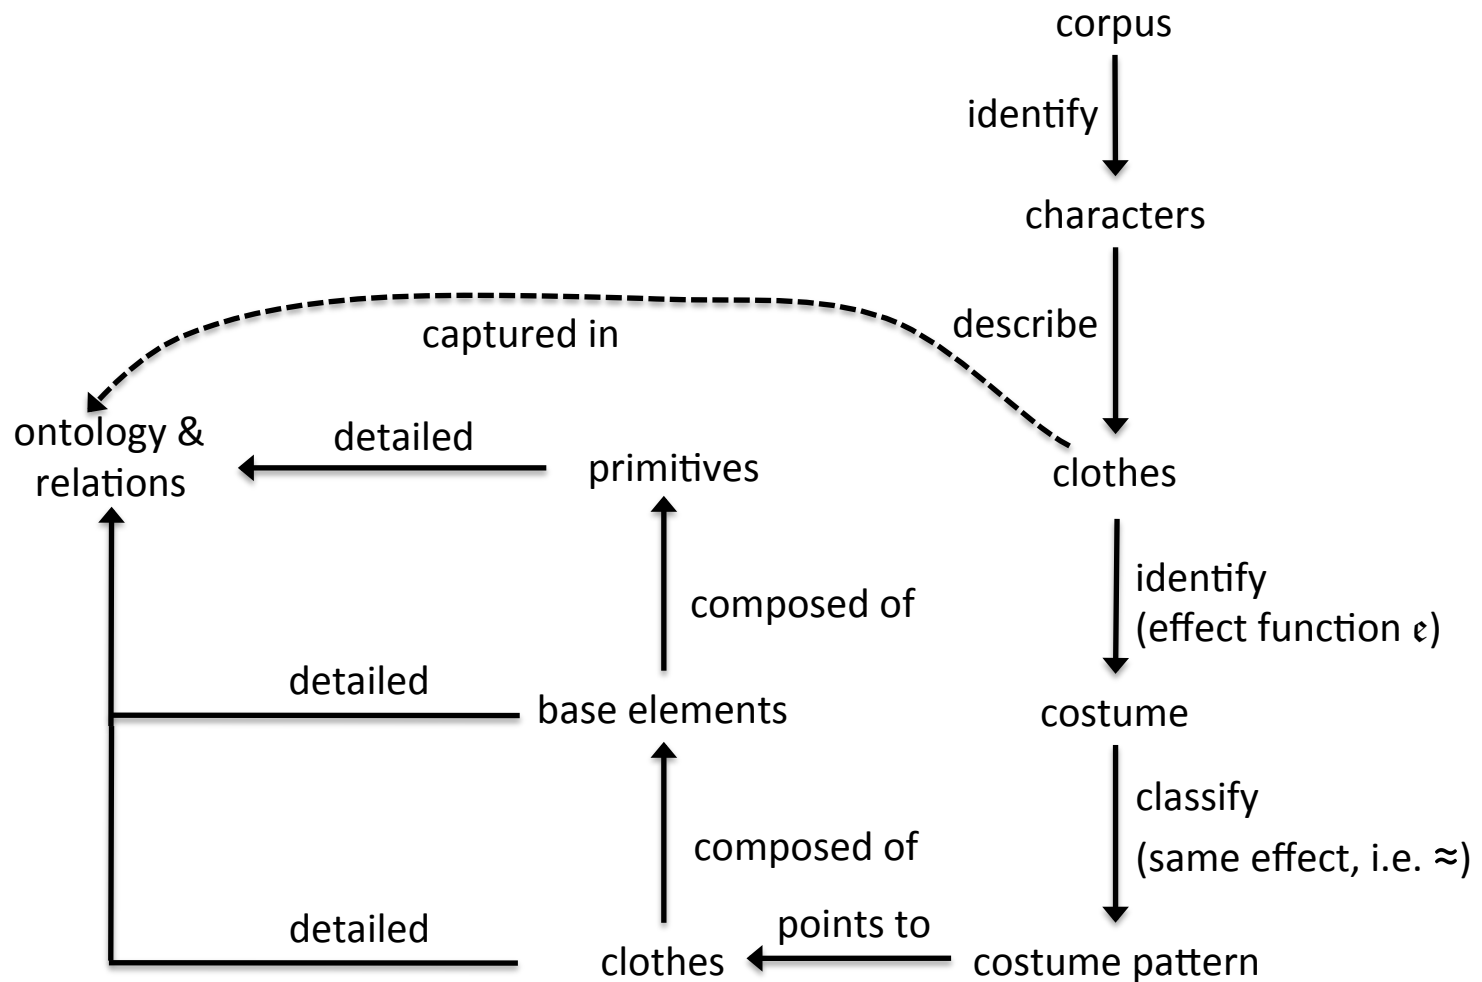 corpus
identify
characters
describe
captured in
ontology &
relations
detailed
primitives
clothes
identify
(effect function 𝔢)
composed of
detailed
base elements
costume
classify
(same effect, i.e. ≈)
composed of
detailed
clothes
points to
costume pattern